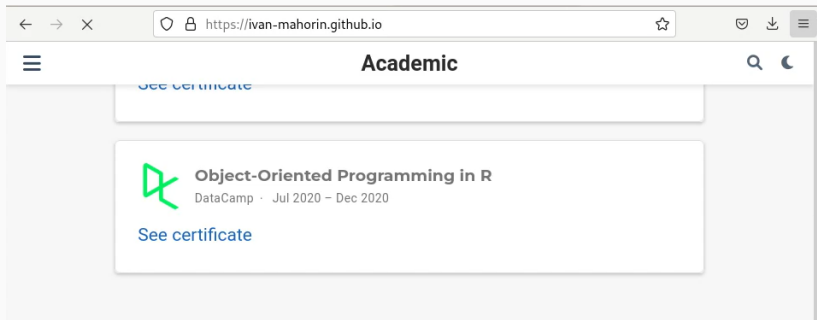 https://ivan-mahorin.github.io
Academic
See certificate
Object-Oriented Programming in R
DataCamp · Jul 2020 – Dec 2020
See certificate